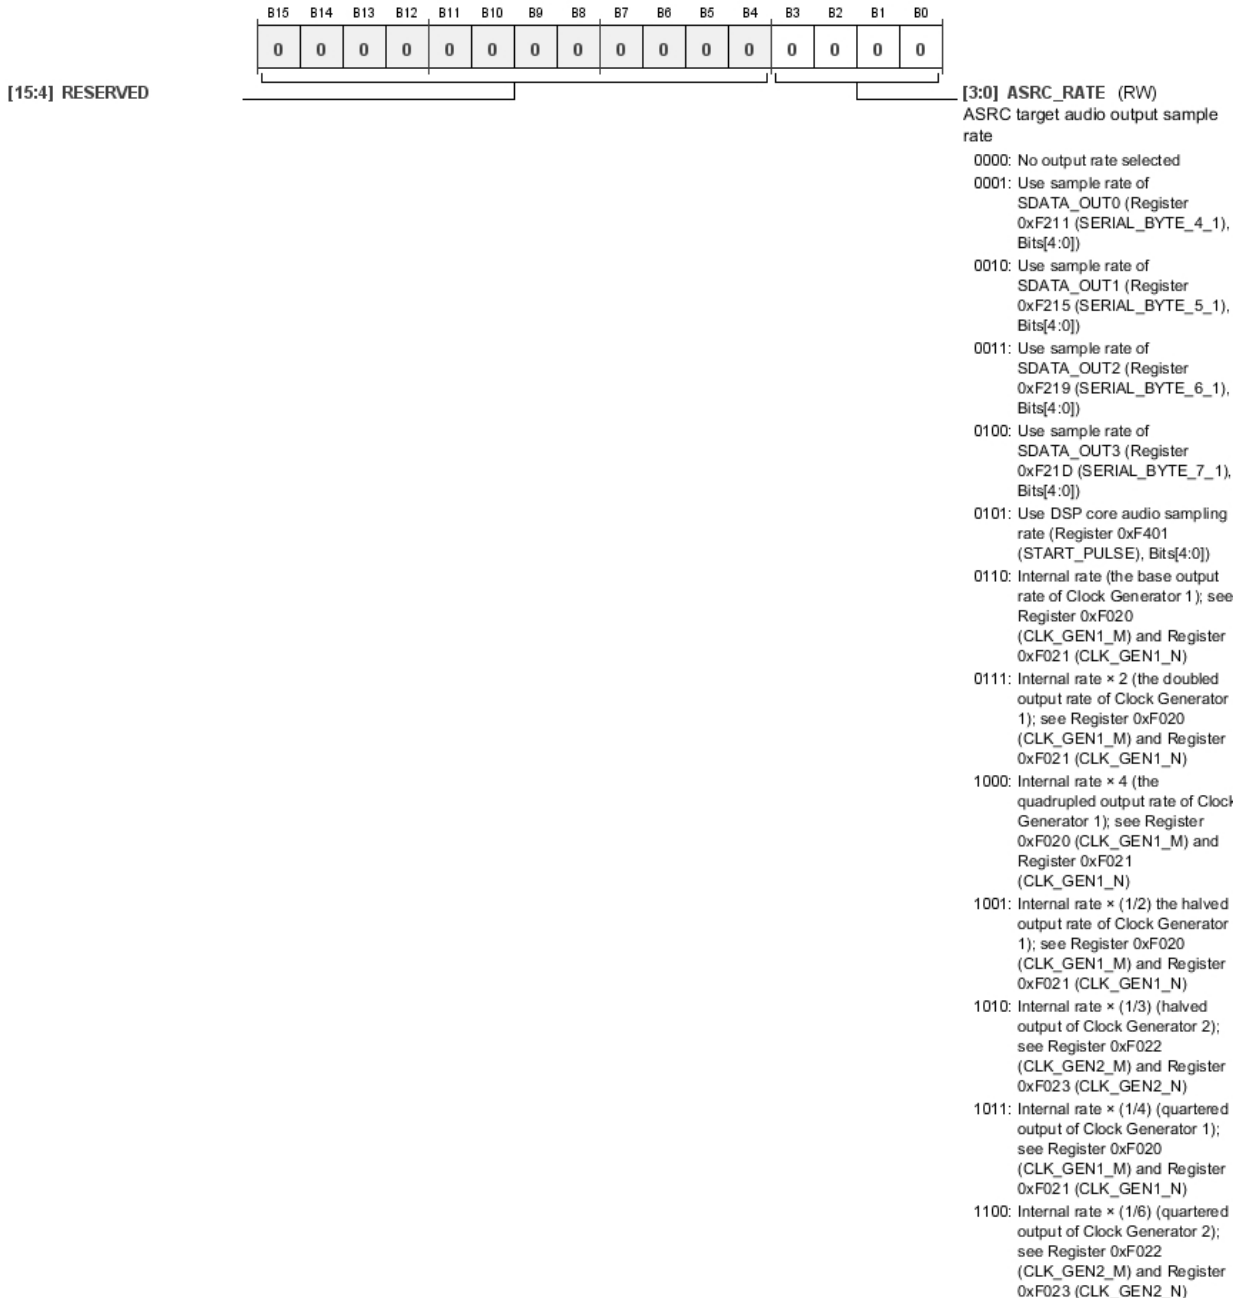 B15 B14 B13 B12 B11 B10 B9 B8 B7 B6 B5 B4 B3 B2 B1 B0
0 0 0 0 0 0 0 0 0 0 0 0 0 0 0 0
[15:4] RESERVED
[3:0] ASRC_RATE (RW)
ASRC target audio output sample
rate
0000: No output rate selected
0001: Use sample rate of
SDATA_OUT0 (Register
0xF211 (SERIAL_BYTE_4_1),
Bits[4:0])
0010: Use sample rate of
SDATA_OUT1 (Register
0xF215 (SERIAL_BYTE_5_1),
Bits[4:0])
0011: Use sample rate of
SDATA_OUT2 (Register
0xF219 (SERIAL_BYTE_6_1),
Bits[4:0])
0100: Use sample rate of
SDATA_OUT3 (Register
0xF21D (SERIAL_BYTE_7_1),
Bits[4:0])
0101: Use DSP core audio sampling
rate (Register 0xF401
(START_PULSE), Bits[4:0])
0110: Internal rate (the base output
rate of Clock Generator 1); see
Register 0xF020
(CLK_GEN1_M) and Register
0xF021 (CLK_GEN1_N)
0111: Internal rate × 2 (the doubled
output rate of Clock Generator
1); see Register 0xF020
(CLK_GEN1_M) and Register
0xF021 (CLK_GEN1_N)
1000: Internal rate × 4 (the
quadrupled output rate of Clock
Generator 1); see Register
0xF020 (CLK_GEN1_M) and
Register 0xF021
(CLK_GEN1_N)
1001: Internal rate × (1/2) the halved
output rate of Clock Generator
1); see Register 0xF020
(CLK_GEN1_M) and Register
0xF021 (CLK_GEN1_N)
1010: Internal rate × (1/3) (halved
output of Clock Generator 2);
see Register 0xF022
(CLK_GEN2_M) and Register
0xF023 (CLK_GEN2_N)
1011: Internal rate × (1/4) (quartered
output of Clock Generator 1);
see Register 0xF020
(CLK_GEN1_M) and Register
0xF021 (CLK_GEN1_N)
1100: Internal rate × (1/6) (quartered
output of Clock Generator 2);
see Register 0xF022
(CLK_GEN2_M) and Register
0xF023 (CLK_GEN2_N)